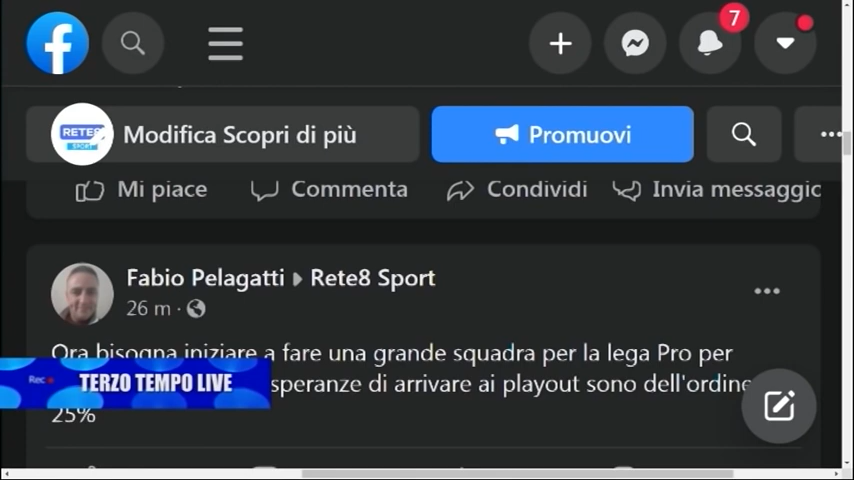 7
RETE8
SPORT
Modifica Scopri di più
Promuovi
Mi piace
Commenta
Condividi
Invia messaggio
Fabio Pelagatti
Rete8 Sport
26 m ·
Ora bisogna iniziare a fare una grande squadra per la lega Pro per
speranze di arrivare ai playout sono dell'ordine
25%
Rec
TERZO TEMPO LIVE